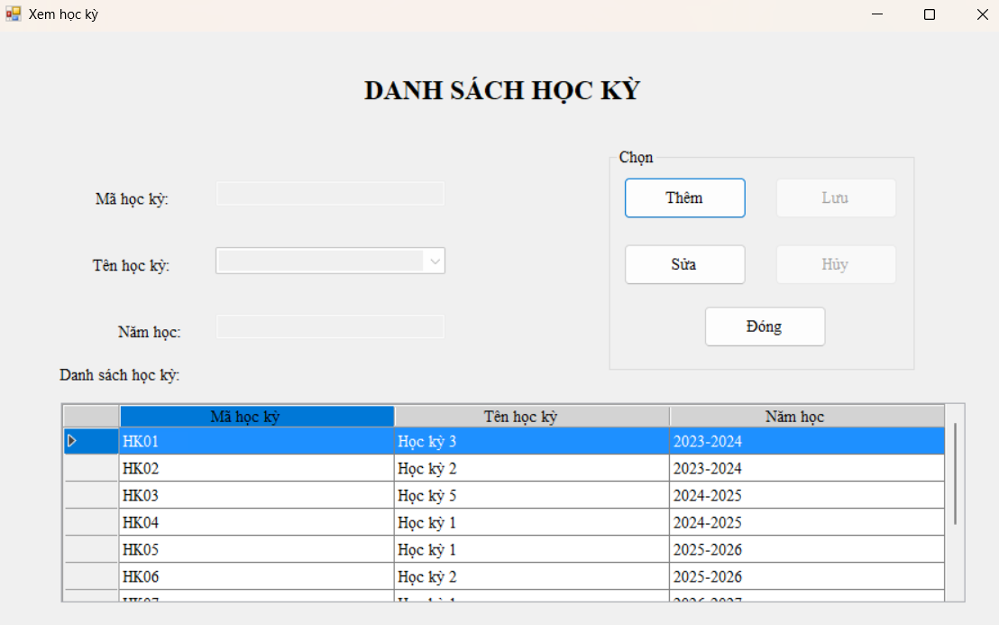 Xem học kỳ
DANH SÁCH HỌC KỲ
Chọn
Mã học kỳ:
Thêm Lưu
Tên học kỳ:
Sửa Hủy
Năm học:
Đóng
Danh sách học kỳ:
Mã học kỳ Tên học kỳ Năm học
HK01 Học kỳ 3 2023-2024
HK02 Học kỳ 2 2023-2024
HK03 Học kỳ 5 2024-2025
HK04 Học kỳ 1 2024-2025
HK05 Học kỳ 1 2025-2026
HK06 Học kỳ 2 2025-2026